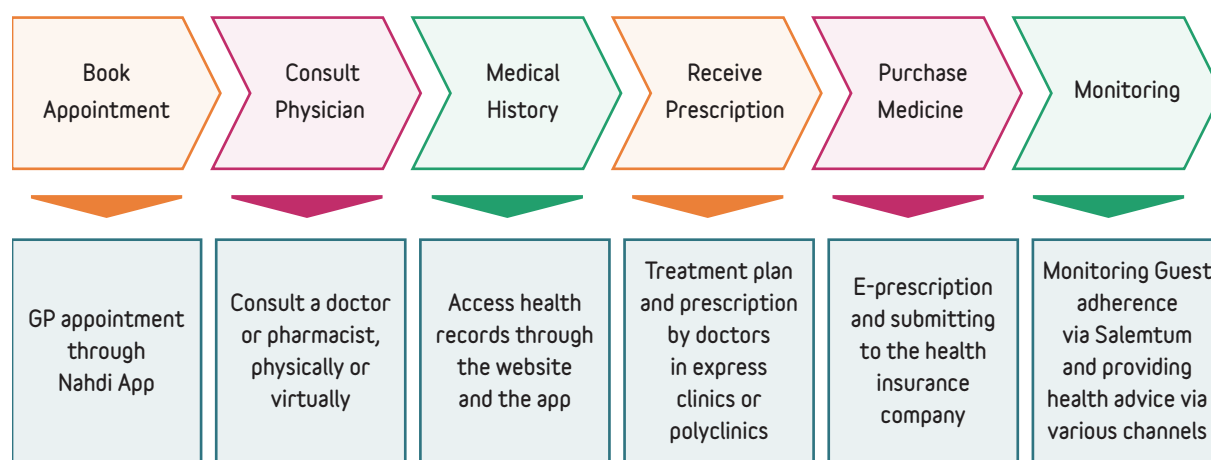 Book
Appointment
Consult
Physician
Medical
History
Receive
Prescription
Purchase
Medicine
Monitoring
GP appointment
through
Nahdi App
Consult a doctor
or pharmacist,
physically or
virtually
Access health
records through
the website
and the app
Treatment plan
and prescription
by doctors
in express
clinics or
polyclinics
E-prescription
and submitting
to the health
insurance
company
Monitoring Guest
adherence
via Salemtum
and providing
health advice via
various channels